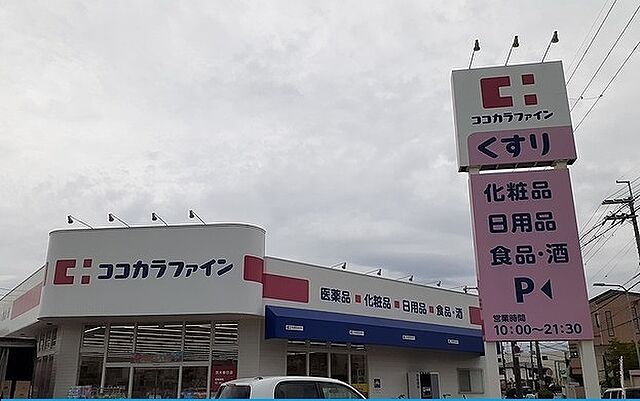 ココカラファイン
医薬品■化粧品■日用品■食品・酒
ココカラファイン
くすり
化粧品
日用品
食品・酒
P◀
営業時間
10:00～21:30